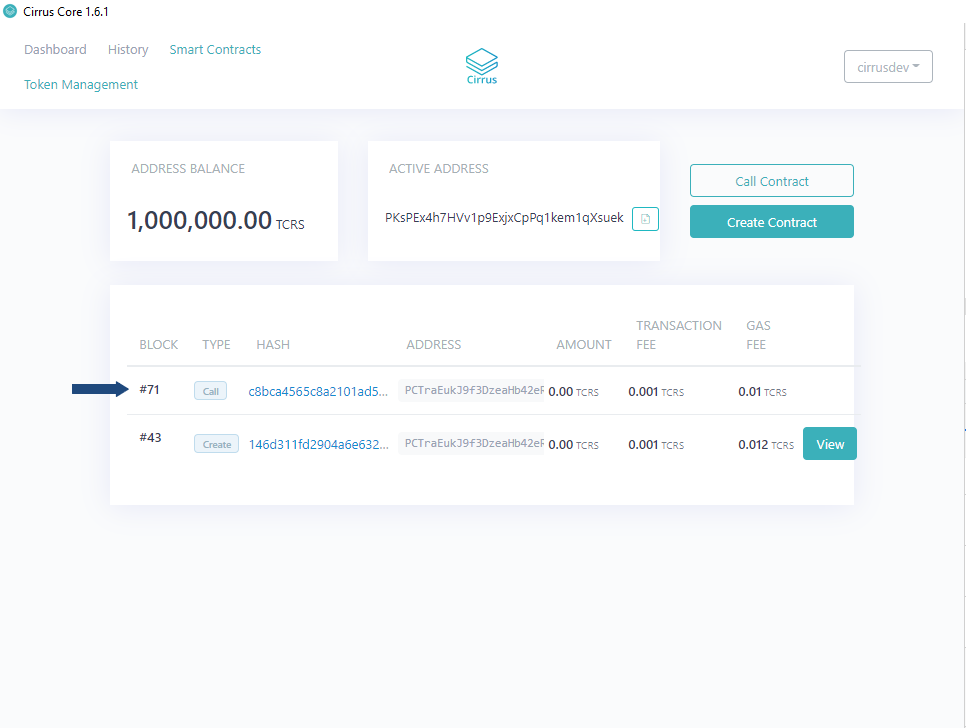 Cirrus Core 1.6.1
Dashboard History Smart Contracts
Token Management
Cirrus
cirrusdev
ADDRESS BALANCE
1,000,000.00 TCRS
ACTIVE ADDRESS
PKsPEx4h7HVv1p9ExjxCpPq1kem1qXsuek
Call Contract
Create Contract
BLOCK TYPE HASH ADDRESS AMOUNT TRANSACTION FEE GAS FEE
#71 Call c8bca4565c8a2101ad5... PCTraEukJ9f3DzeaHb42eR 0.00 TCRS 0.001 TCRS 0.01 TCRS
#43 Create 146d311fd2904a6e632... PCTraEukJ9f3DzeaHb42eR 0.00 TCRS 0.001 TCRS 0.012 TCRS View